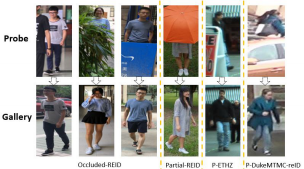 Probe
Gallery
Occluded-REID
Partial-REID
P-ETHZ
P-DukeMTMC-reID